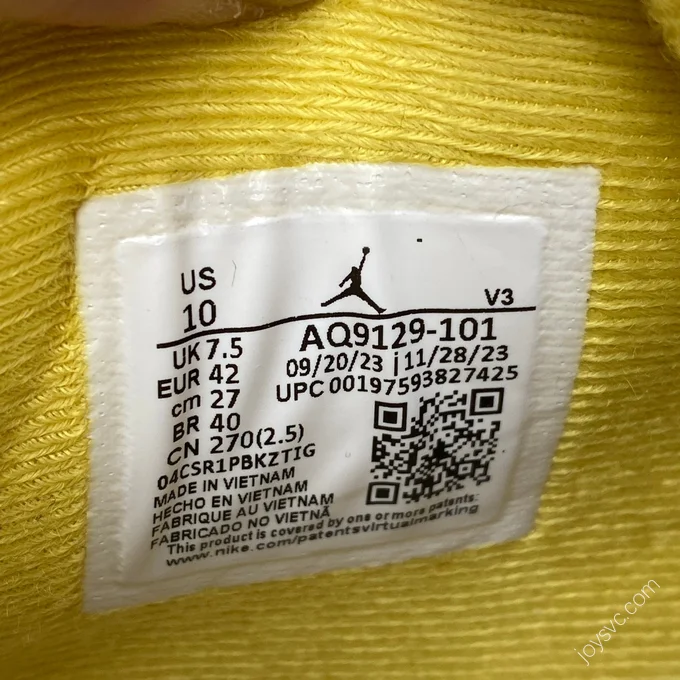 US
10
V3
AQ9129-101
UK 7.5
09/20/23 | 11/28/23
EUR 42
UPC 00197593827425
cm 27
BR 40
CN 270(2.5)
04CSR1PBKZTIG
MADE IN VIETNAM
HECHO EN VIETNAM
FABRIQUE AU VIETNAM
FABRICADO NO VIETNÃ
This product is covered by one or more patents:
www.nike.com/patentsvirtualmarking
joysvc.com